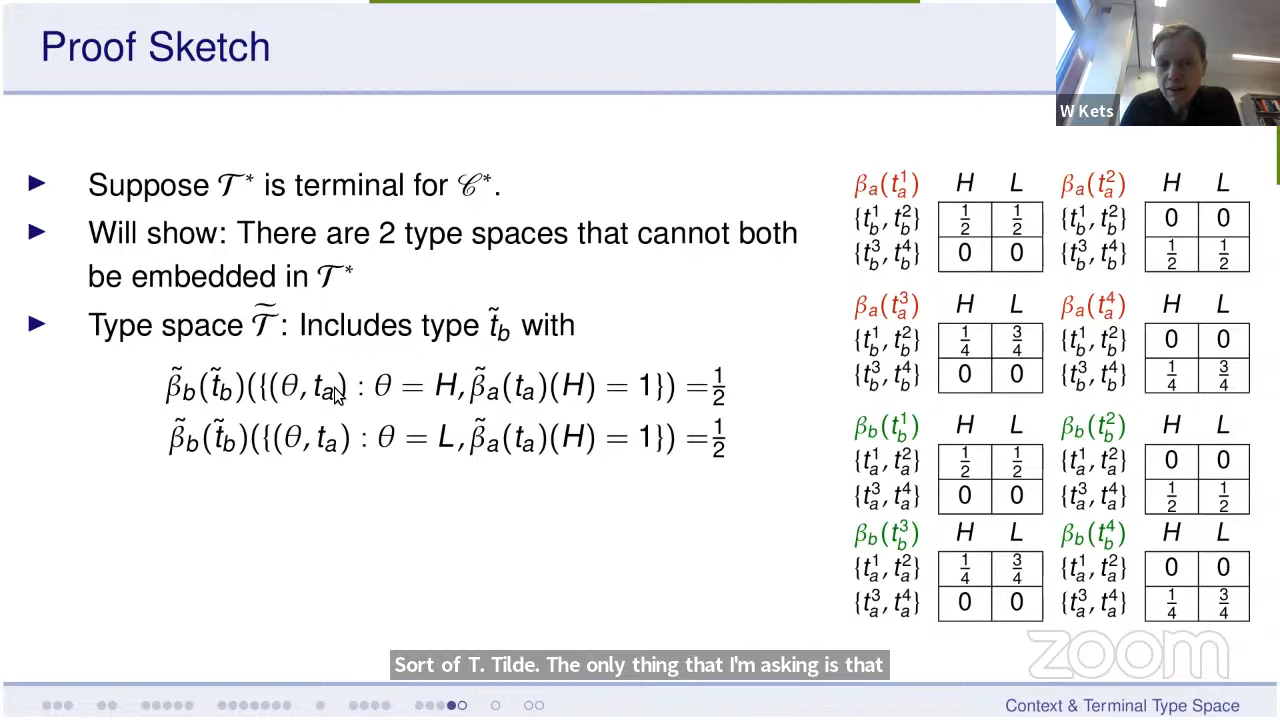 Proof Sketch
W Kets
▶ Suppose 𝒯* is terminal for 𝒞*.
▶ Will show: There are 2 type spaces that cannot both
be embedded in 𝒯*
▶ Type space 𝒯̃: Includes type t̃_b with
β̃_b(t̃_b)({(θ, t_a) : θ = H, β̃_a(t_a)(H) = 1}) = 1/2
β̃_b(t̃_b)({(θ, t_a) : θ = L, β̃_a(t_a)(H) = 1}) = 1/2
β_a(t_a^1) H L β_a(t_a^2) H L
{t_b^1, t_b^2} 1/2 1/2 {t_b^1, t_b^2} 0 0
{t_b^3, t_b^4} 0 0 {t_b^3, t_b^4} 1/2 1/2
β_a(t_a^3) H L β_a(t_a^4) H L
{t_b^1, t_b^2} 1/4 3/4 {t_b^1, t_b^2} 0 0
{t_b^3, t_b^4} 0 0 {t_b^3, t_b^4} 1/4 3/4
β_b(t_b^1) H L β_b(t_b^2) H L
{t_a^1, t_a^2} 1/2 1/2 {t_a^1, t_a^2} 0 0
{t_a^3, t_a^4} 0 0 {t_a^3, t_a^4} 1/2 1/2
β_b(t_b^3) H L β_b(t_b^4) H L
{t_a^1, t_a^2} 1/4 3/4 {t_a^1, t_a^2} 0 0
{t_a^3, t_a^4} 0 0 {t_a^3, t_a^4} 1/4 3/4
zoom
Sort of T. Tilde. The only thing that I'm asking is that
Context & Terminal Type Space